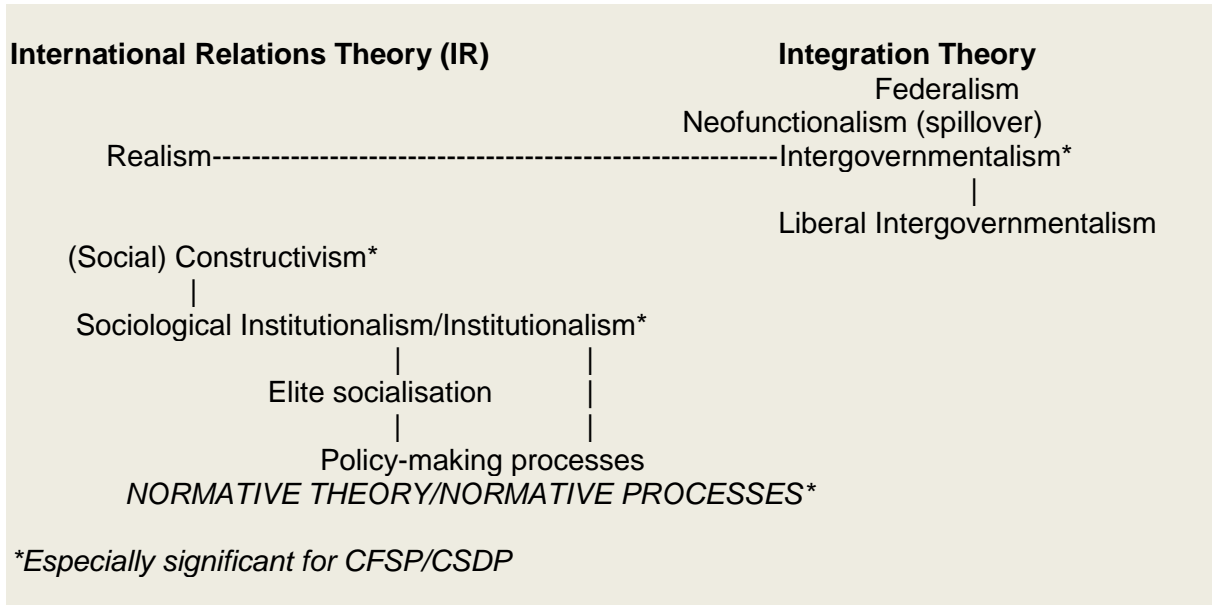 International Relations Theory (IR) Integration Theory
Federalism
Neofunctionalism (spillover)
Realism----------------------------------------------------------Intergovernmentalism*
|
Liberal Intergovernmentalism
(Social) Constructivism*
|
Sociological Institutionalism/Institutionalism*
| |
Elite socialisation |
| |
Policy-making processes
NORMATIVE THEORY/NORMATIVE PROCESSES*
*Especially significant for CFSP/CSDP